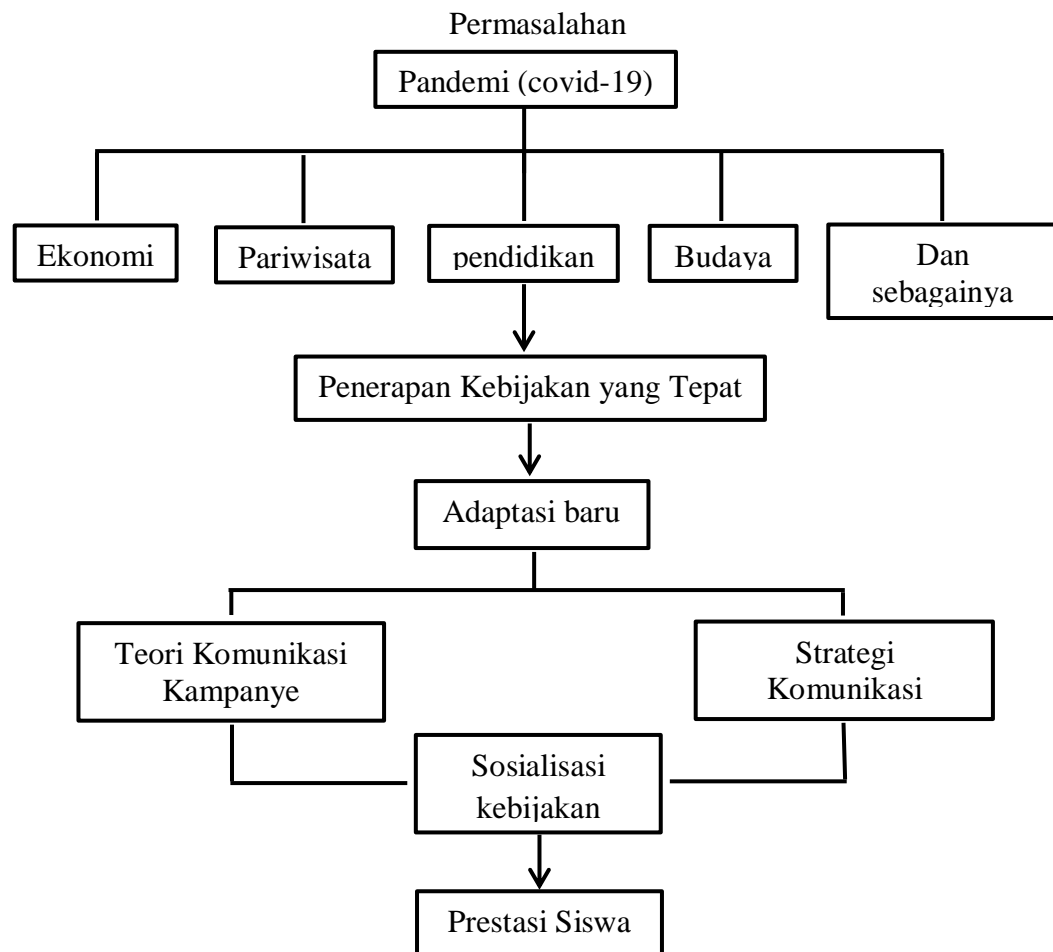 Permasalahan
Pandemi (covid-19)
Ekonomi
Pariwisata
pendidikan
Budaya
Dan
sebagainya
Penerapan Kebijakan yang Tepat
Adaptasi baru
Teori Komunikasi
Kampanye
Strategi
Komunikasi
Sosialisasi
kebijakan
Prestasi Siswa